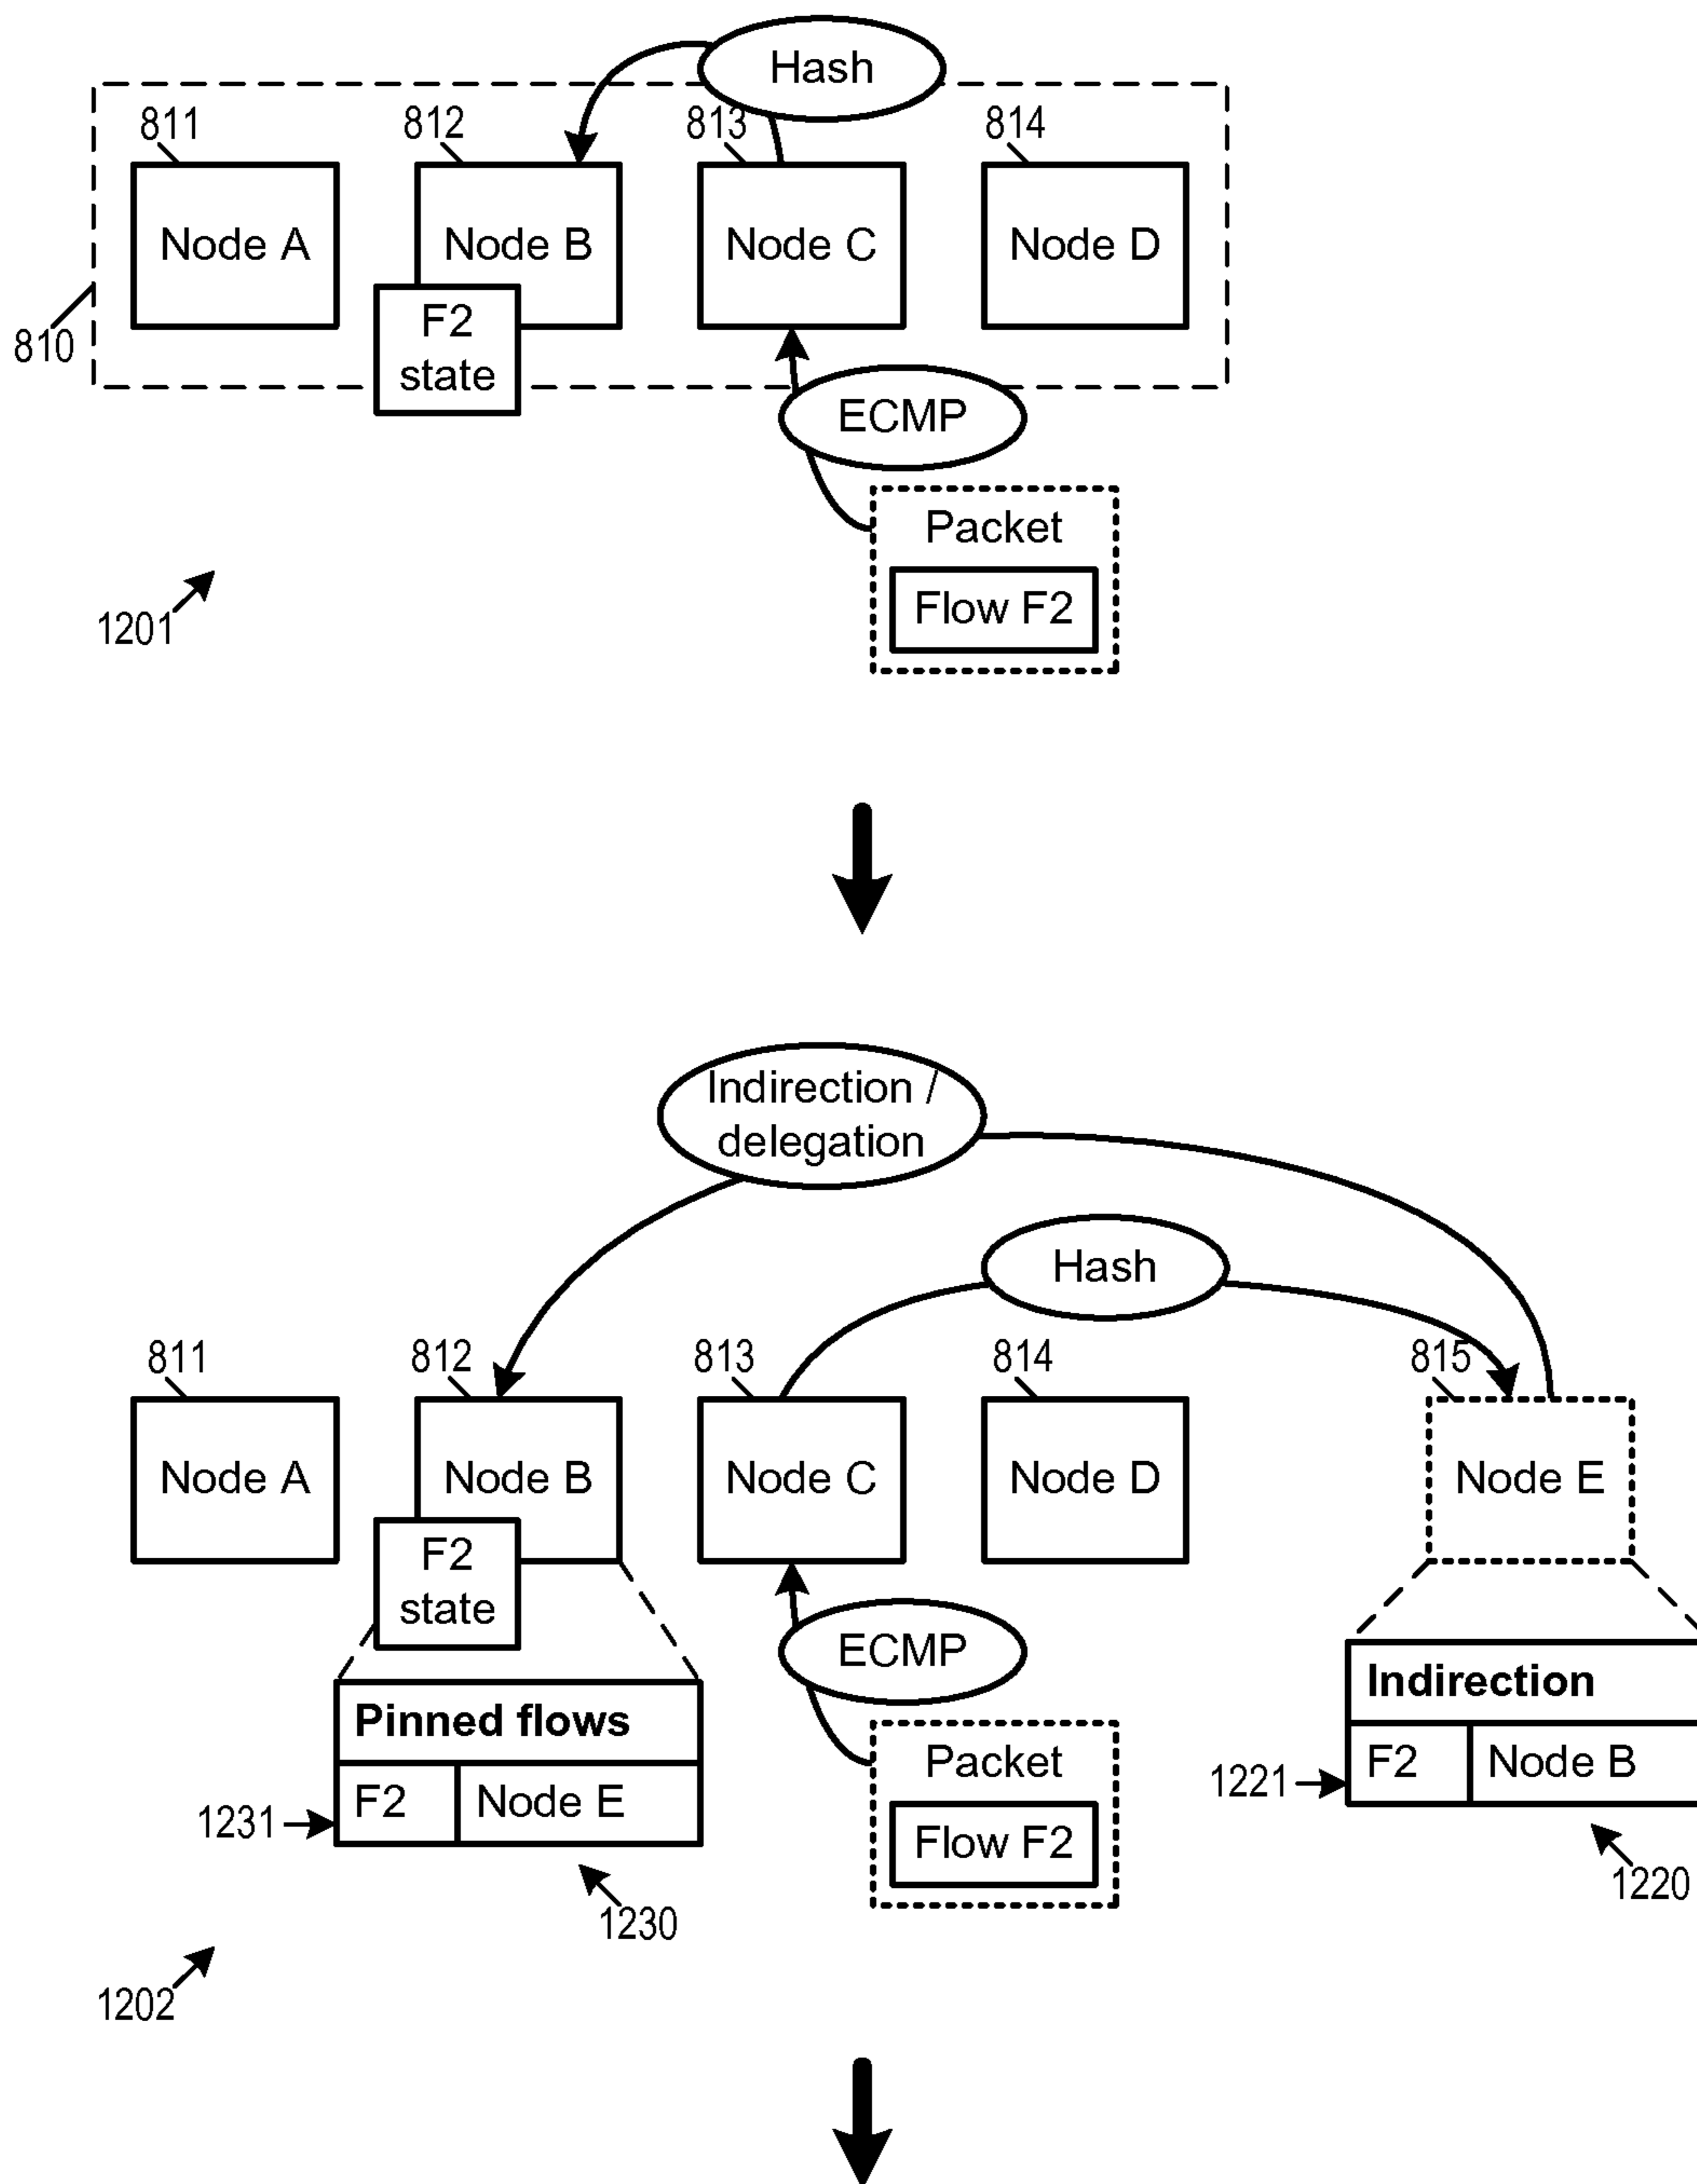 Hash
811
812
813
814
Node A
Node B
Node C
Node D
F2
state
810
ECMP
Packet
Flow F2
1201
Indirection /
delegation
Hash
811
812
813
814
815
Node A
Node B
Node C
Node D
Node E
F2
state
ECMP
Pinned flows
F2
Node E
1231
1230
Packet
Flow F2
Indirection
F2
Node B
1221
1220
1202